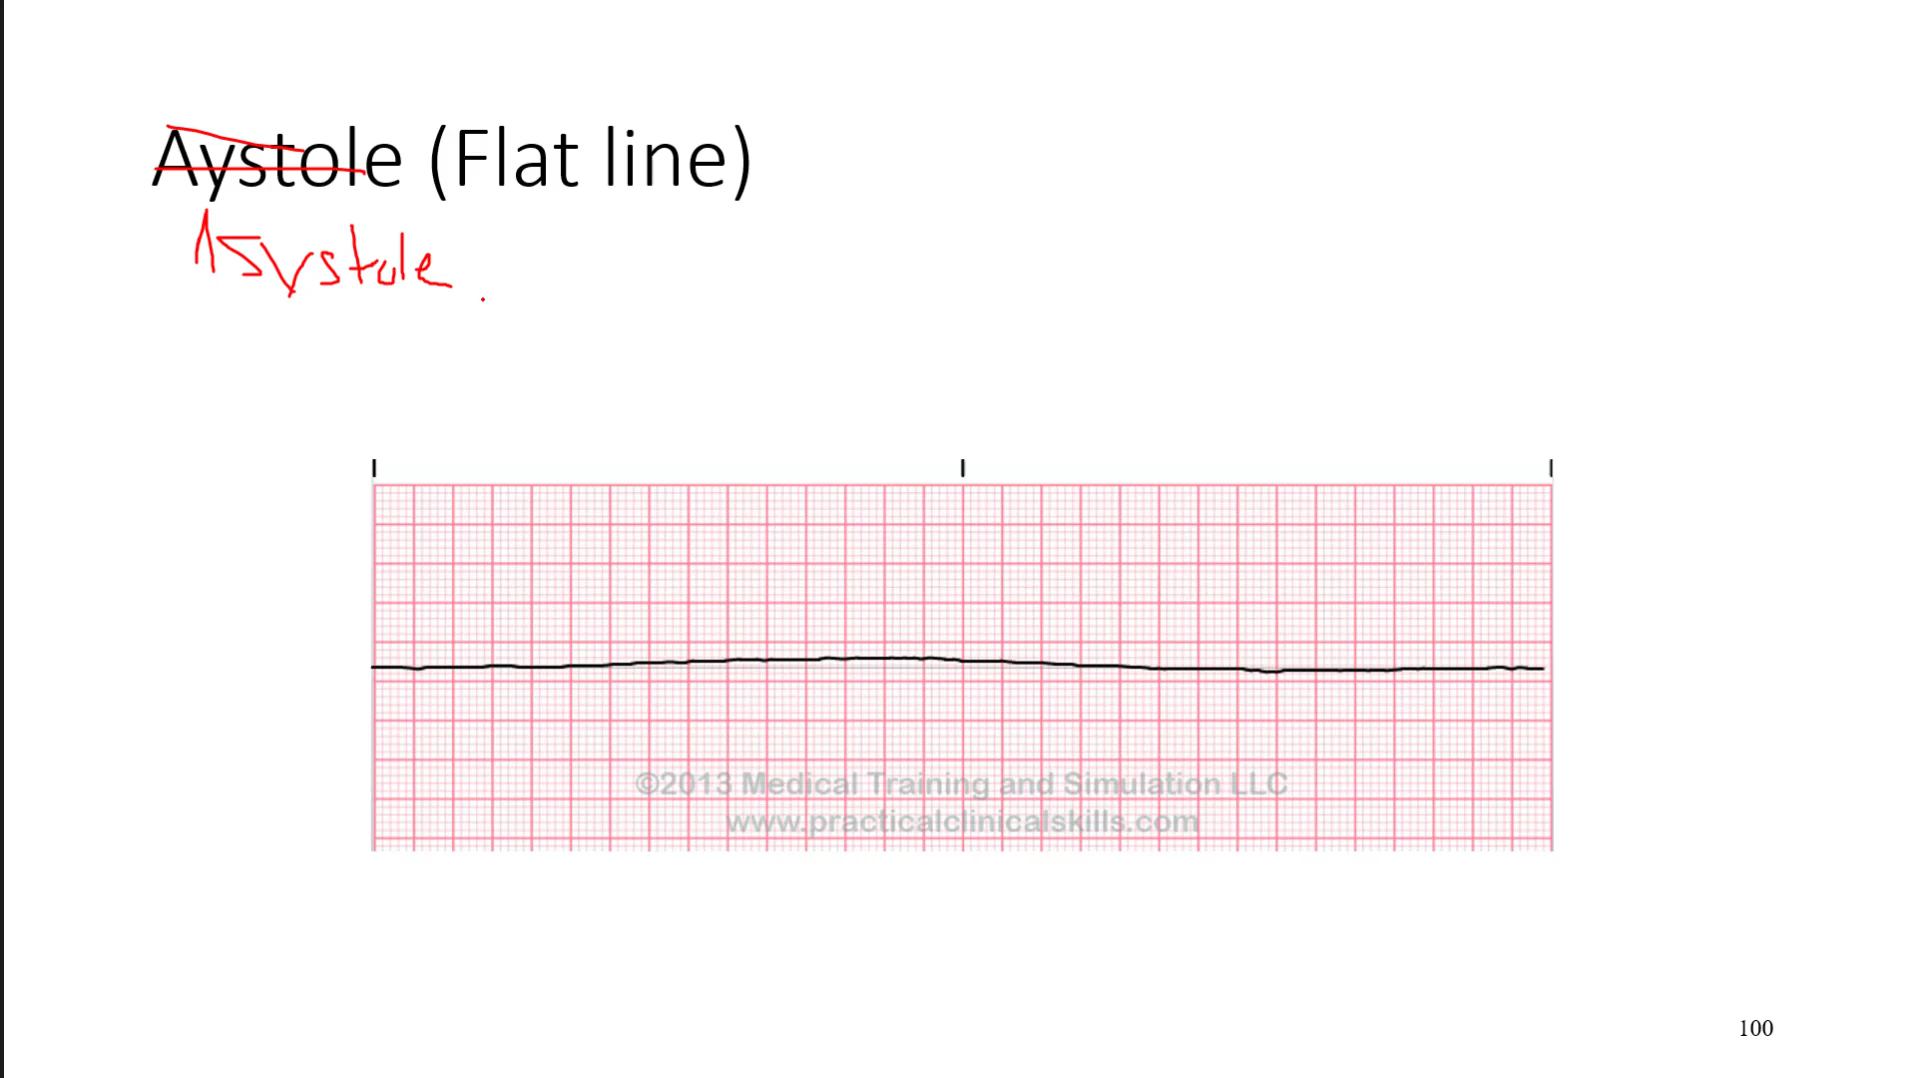 Aystole (Flat line)
Asystole
©2013 Medical Training and Simulation LLC
www.practicalclinicalskills.com
100